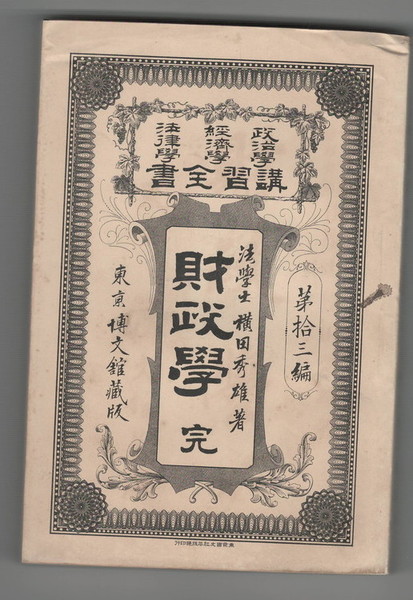 政治學
經濟學
法律學
講習全書
第拾三編
法學士 橫田秀雄著
財政學 完
東京博文館藏版